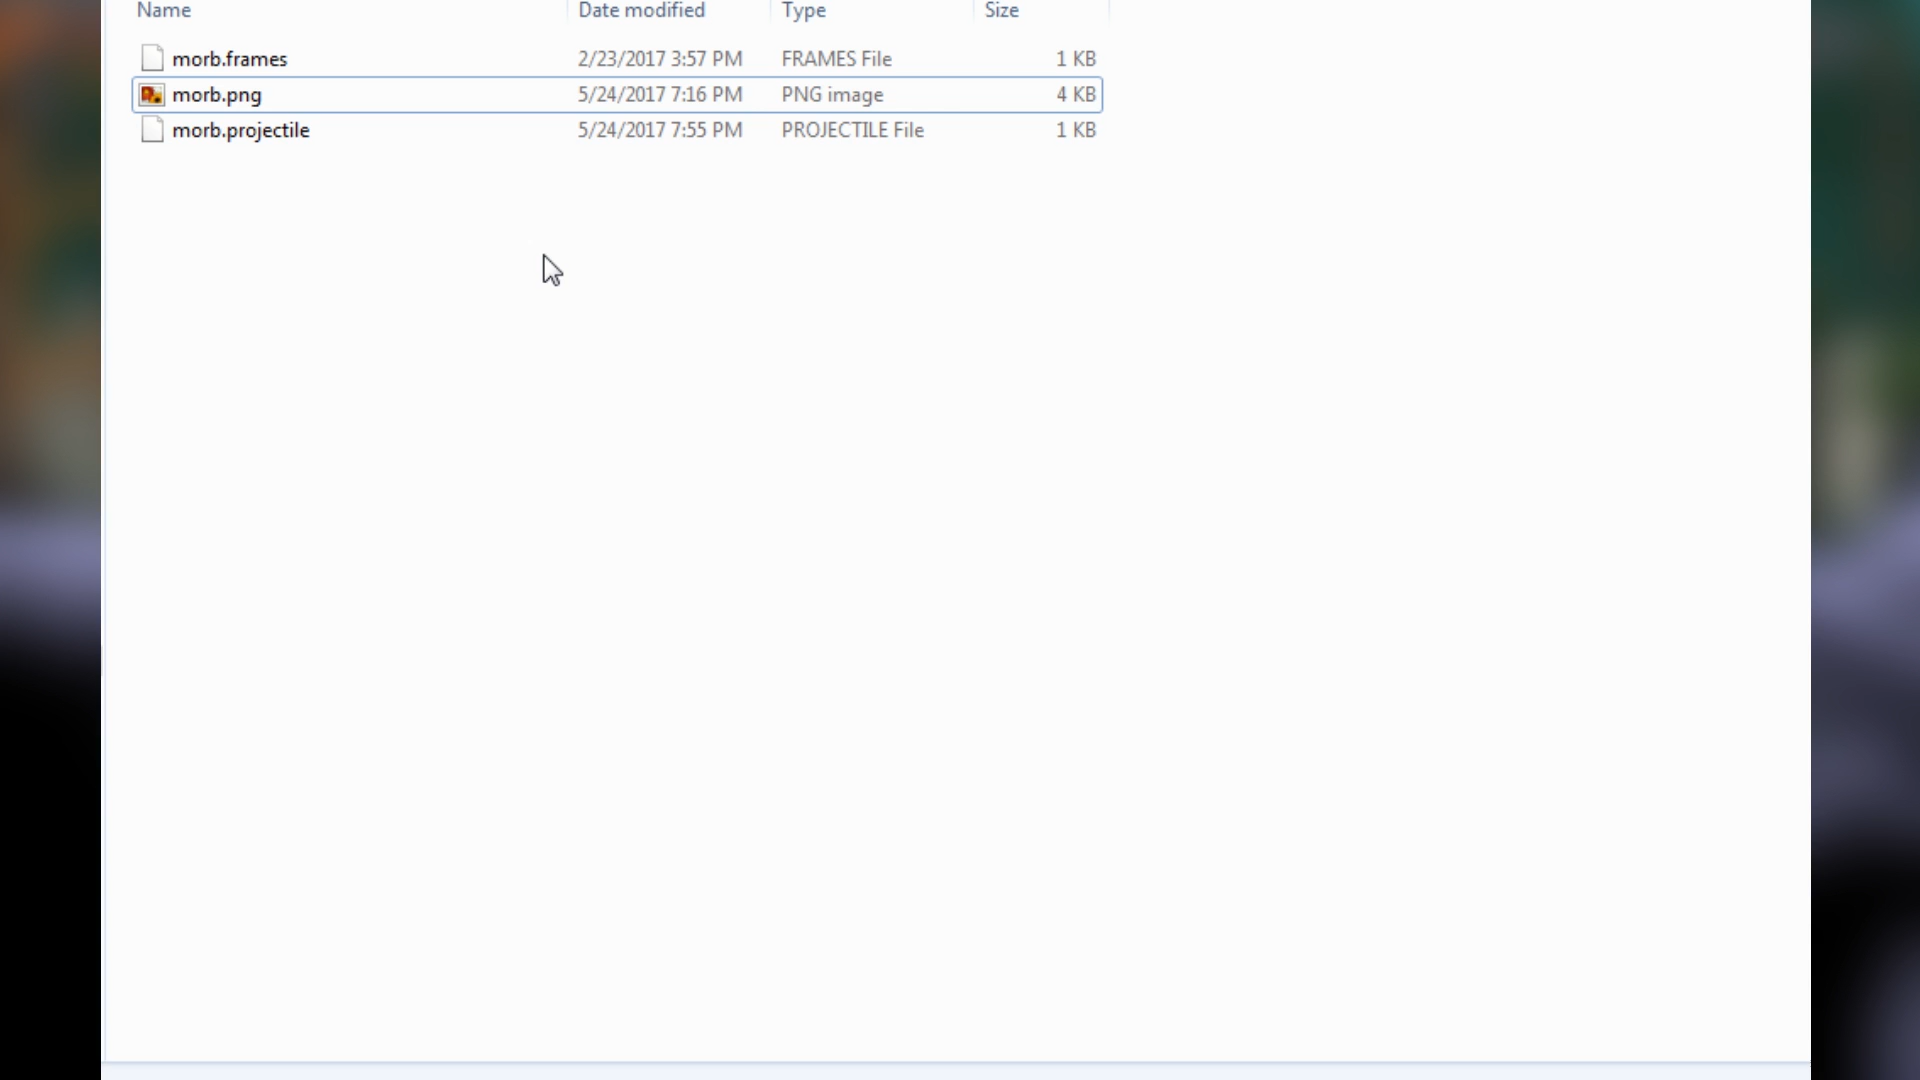 Name Date modified Type Size
morb.frames 2/23/2017 3:57 PM FRAMES File 1 KB
morb.png 5/24/2017 7:16 PM PNG image 4 KB
morb.projectile 5/24/2017 7:55 PM PROJECTILE File 1 KB